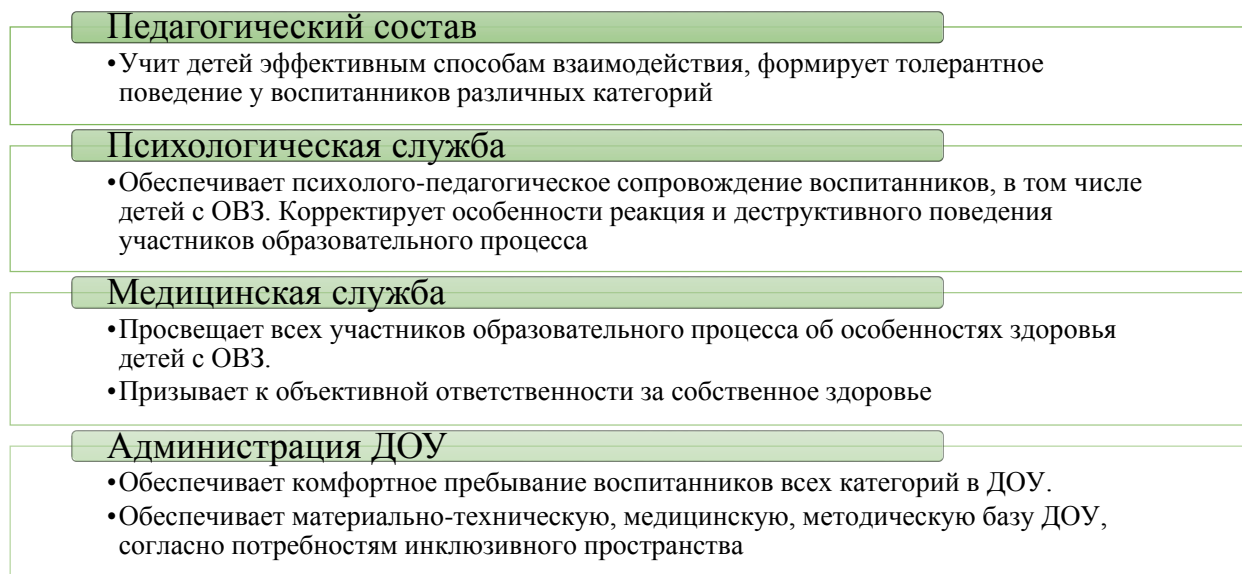 Педагогический состав
•Учит детей эффективным способам взаимодействия, формирует толерантное
поведение у воспитанников различных категорий
Психологическая служба
•Обеспечивает психолого-педагогическое сопровождение воспитанников, в том числе
детей с ОВЗ. Корректирует особенности реакция и деструктивного поведения
участников образовательного процесса
Медицинская служба
•Просвещает всех участников образовательного процесса об особенностях здоровья
детей с ОВЗ.
•Призывает к объективной ответственности за собственное здоровье
Администрация ДОУ
•Обеспечивает комфортное пребывание воспитанников всех категорий в ДОУ.
•Обеспечивает материально-техническую, медицинскую, методическую базу ДОУ,
согласно потребностям инклюзивного пространства